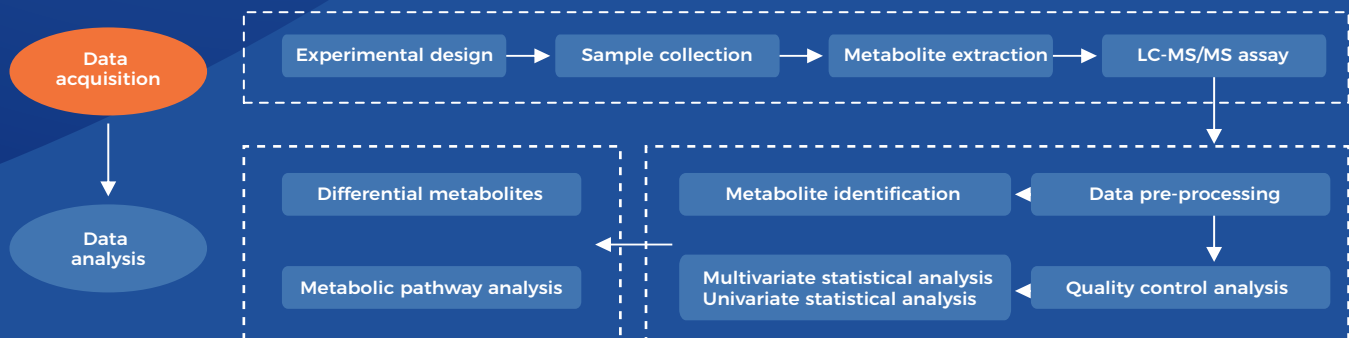 Data
acquisition
Experimental design
Sample collection
Metabolite extraction
LC-MS/MS assay
Data
analysis
Differential metabolites
Metabolite identification
Data pre-processing
Metabolic pathway analysis
Multivariate statistical analysis
Univariate statistical analysis
Quality control analysis